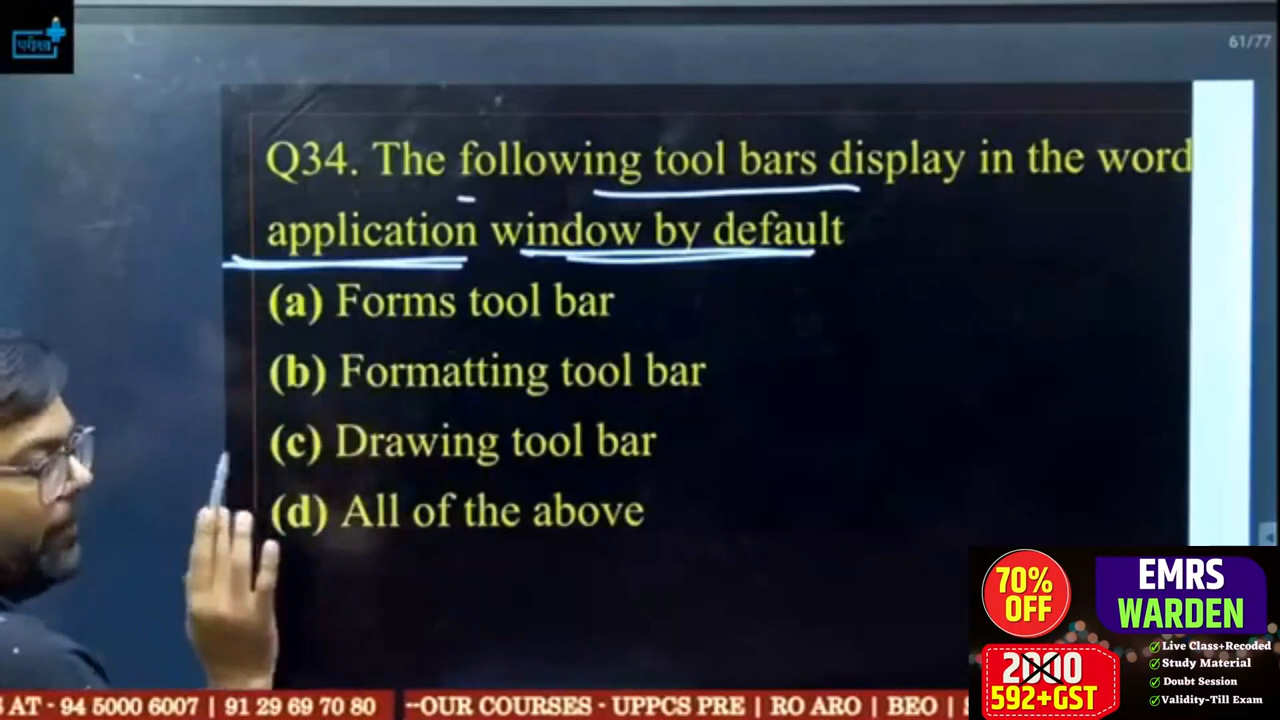 परीक्षा
61/77
Q34. The following tool bars display in the word
application window by default
(a) Forms tool bar
(b) Formatting tool bar
(c) Drawing tool bar
(d) All of the above
70%
OFF
EMRS
WARDEN
2000
592+GST
Live Class+Recoded
Study Material
Doubt Session
Validity-Till Exam
AT - 94 5000 6007 | 91 29 69 70 80 --OUR COURSES - UPPCS PRE | RO ARO | BEO |